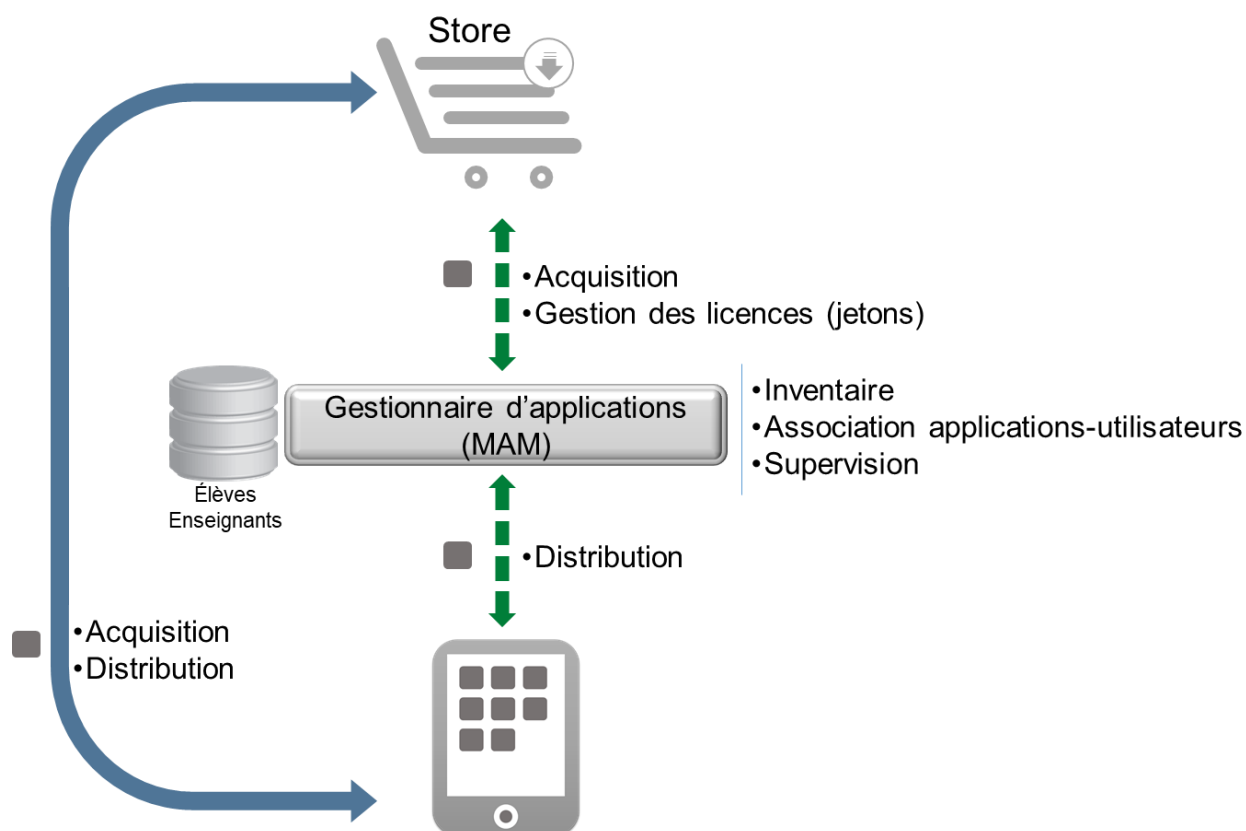 Store
•Acquisition
•Gestion des licences (jetons)
Gestionnaire d’applications
(MAM)
•Inventaire
•Association applications-utilisateurs
•Supervision
Élèves
Enseignants
•Distribution
•Acquisition
•Distribution